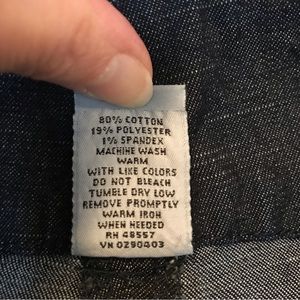 80% COTTON
19% POLYESTER
1% SPANDEX
MACHINE WASH
WARM
WITH LIKE COLORS
DO NOT BLEACH
TUMBLE DRY LOW
REMOVE PROMPTLY
WARM IRON
WHEN NEEDED
RN 48557
VN 0290403